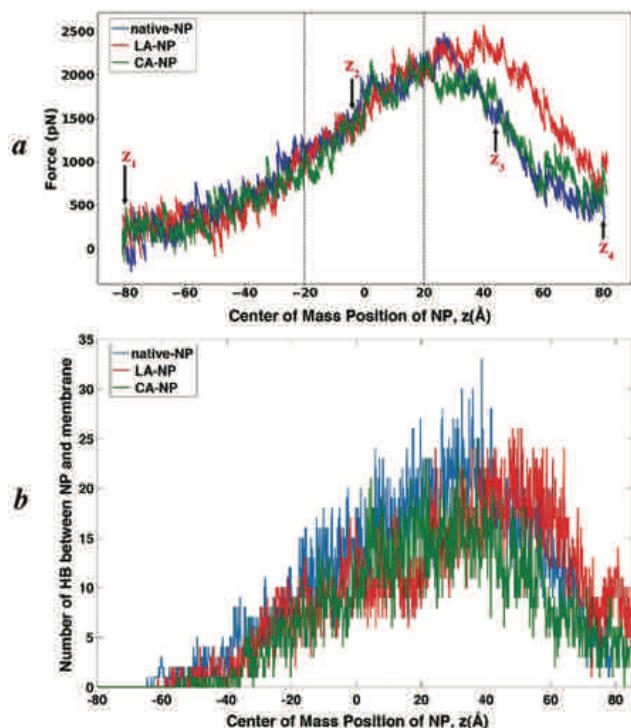 a
Force (pN)
2500
2000
1500
1000
500
0
native-NP
LA-NP
CA-NP
Z1
Z2
Z3
Z4
−80 −60 −40 −20 0 20 40 60 80
Center of Mass Position of NP, z(Å)
b
Number of HB between NP and membrane
35
30
25
20
15
10
5
0
native-NP
LA-NP
CA-NP
-80 -60 -40 -20 0 20 40 60 80
Center of Mass Position of NP, z(Å)